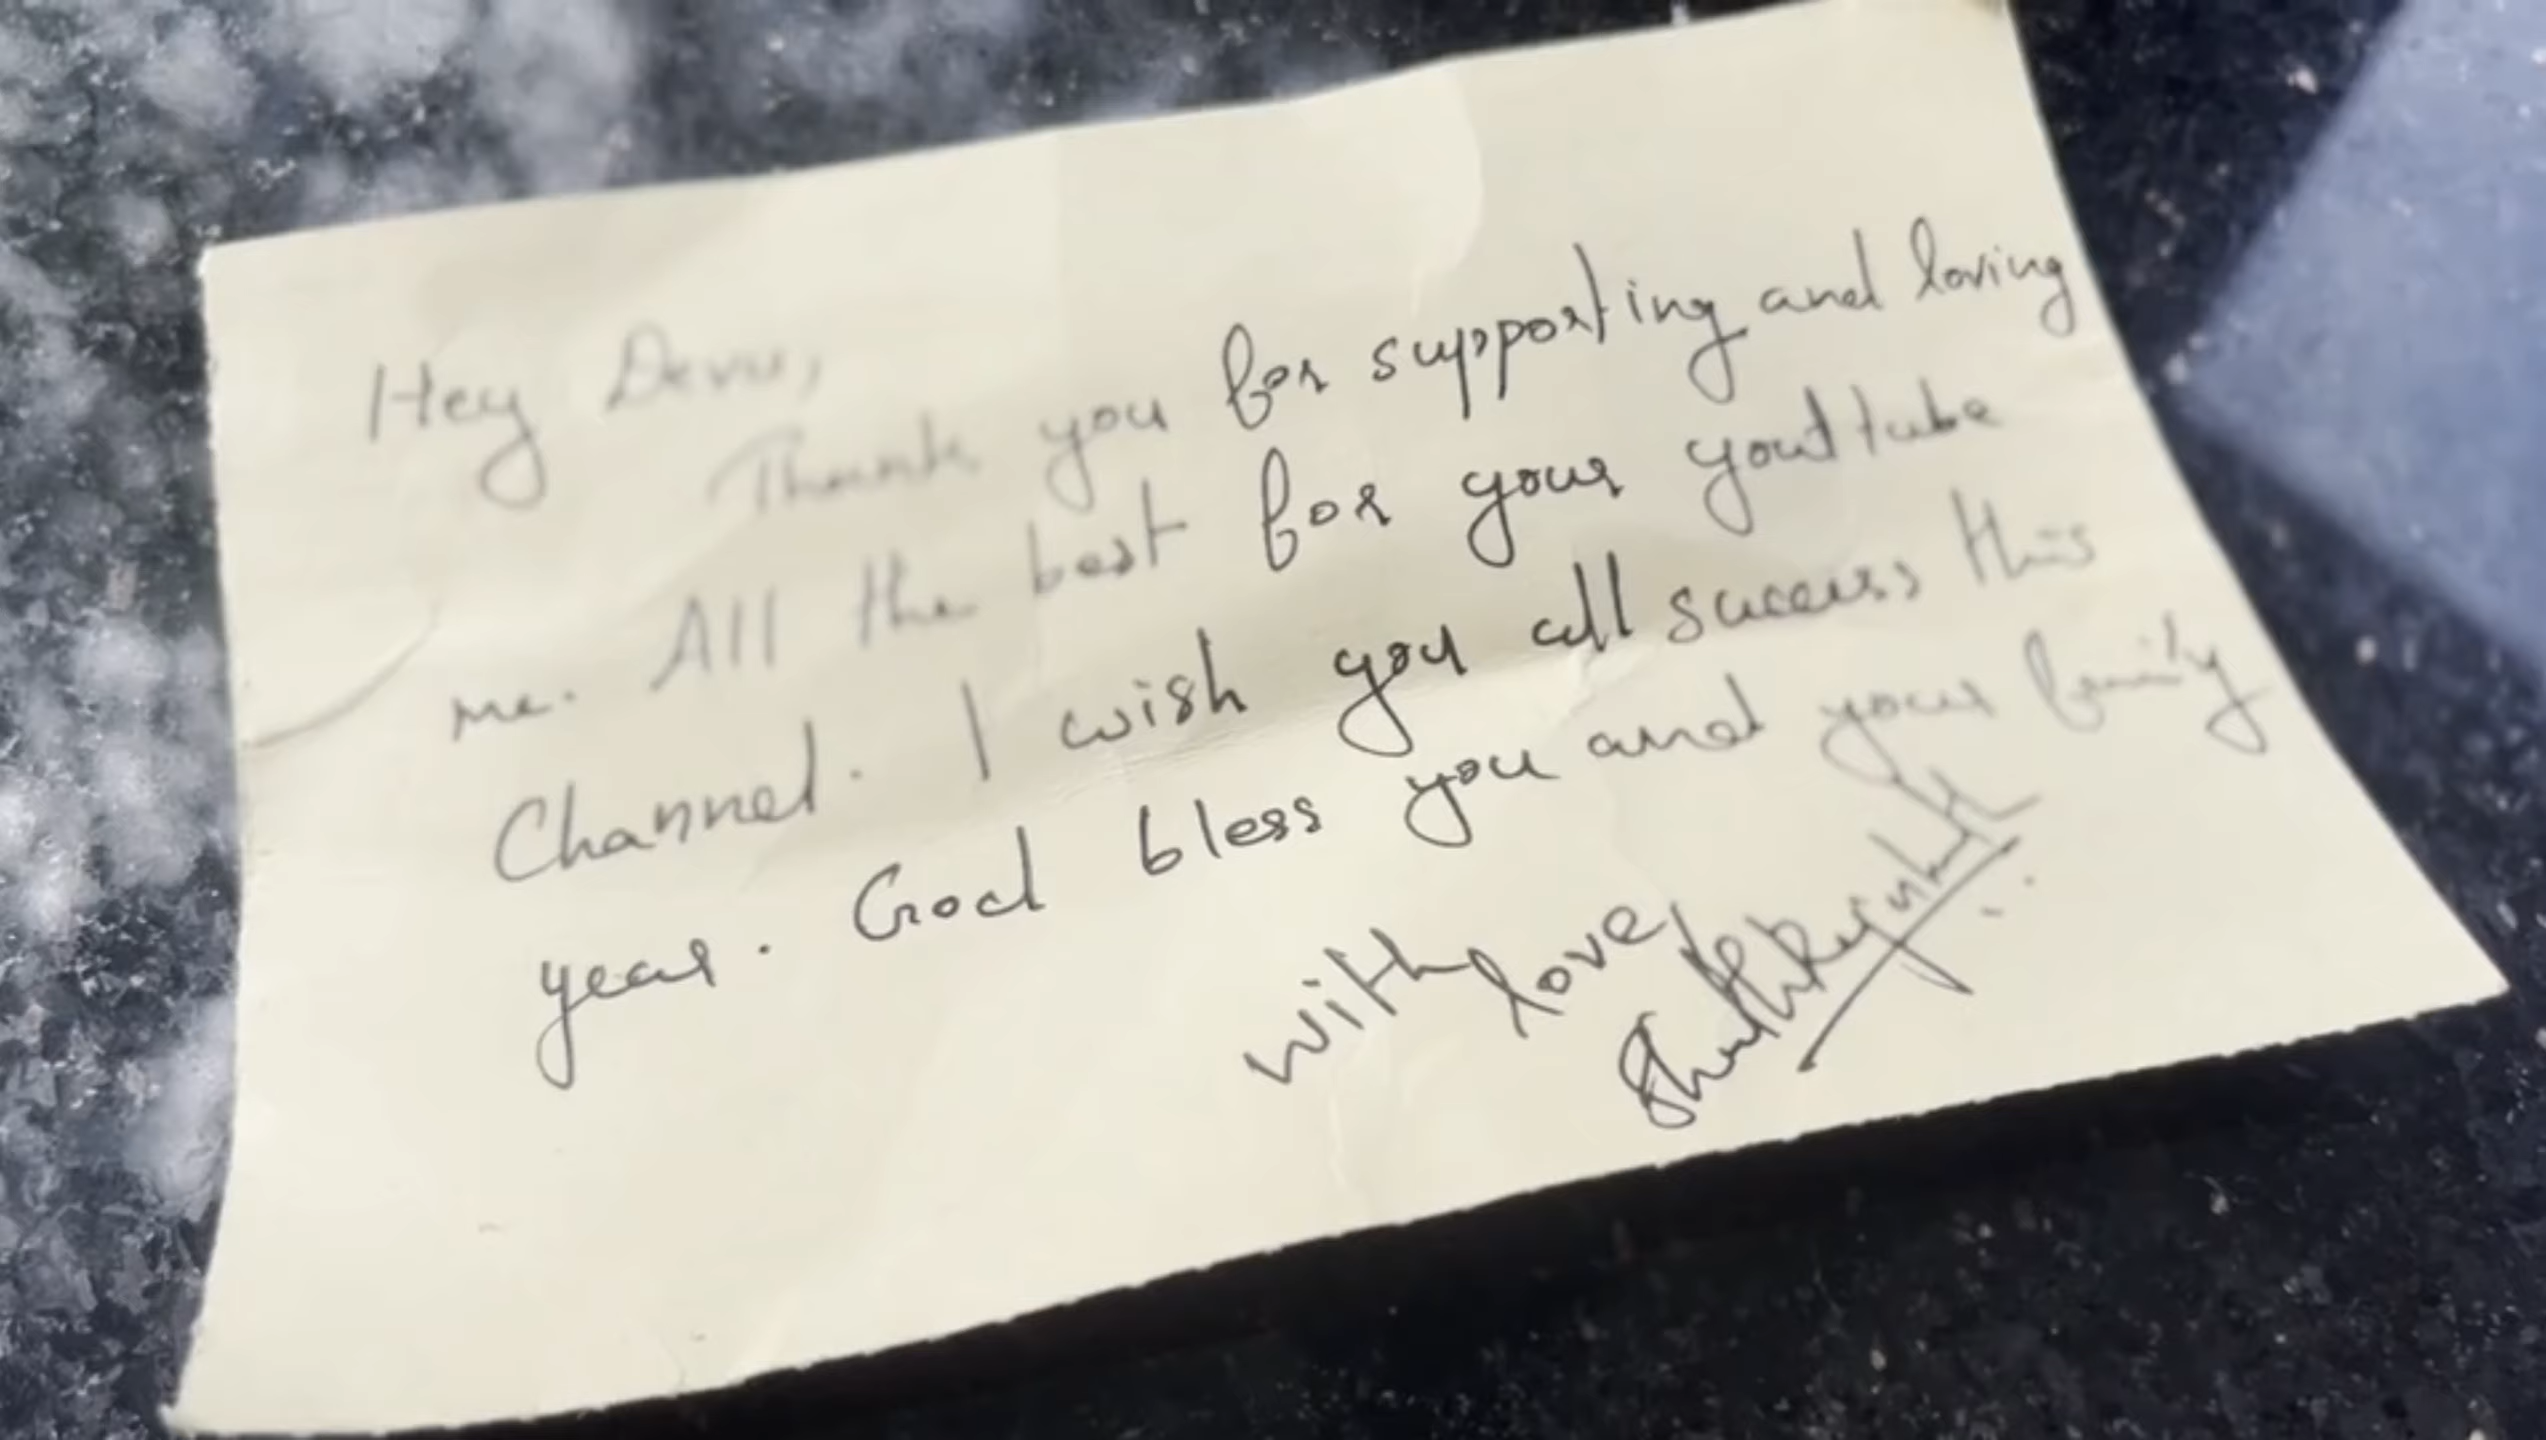 Hey Devu,
Thank you for supporting and loving
me. All the best for your youtube
Channel. I wish you all success this
year. God bless you and your family
with love,